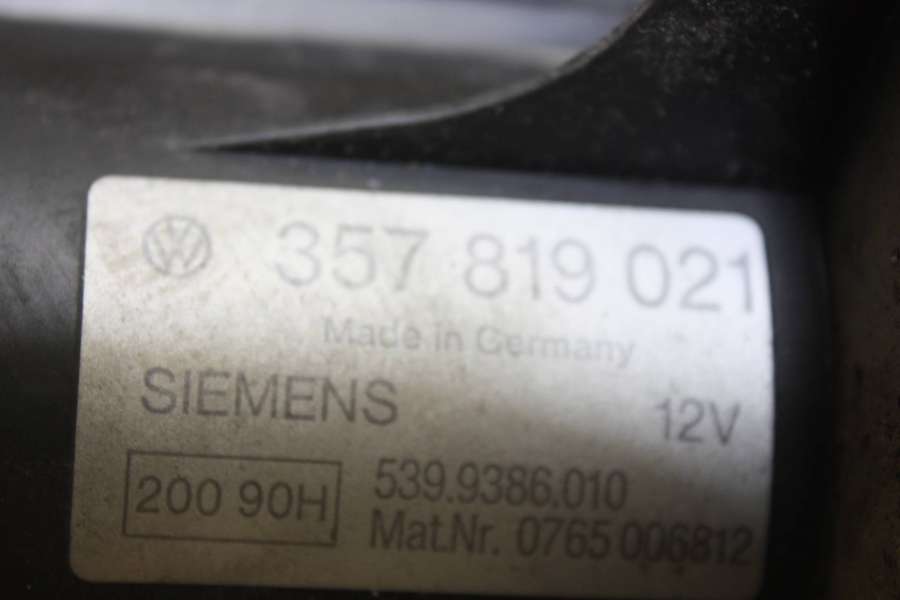 357 819 021
Made in Germany
SIEMENS 12V
200 90H 539.9386.010
Mat.Nr. 0765 006812